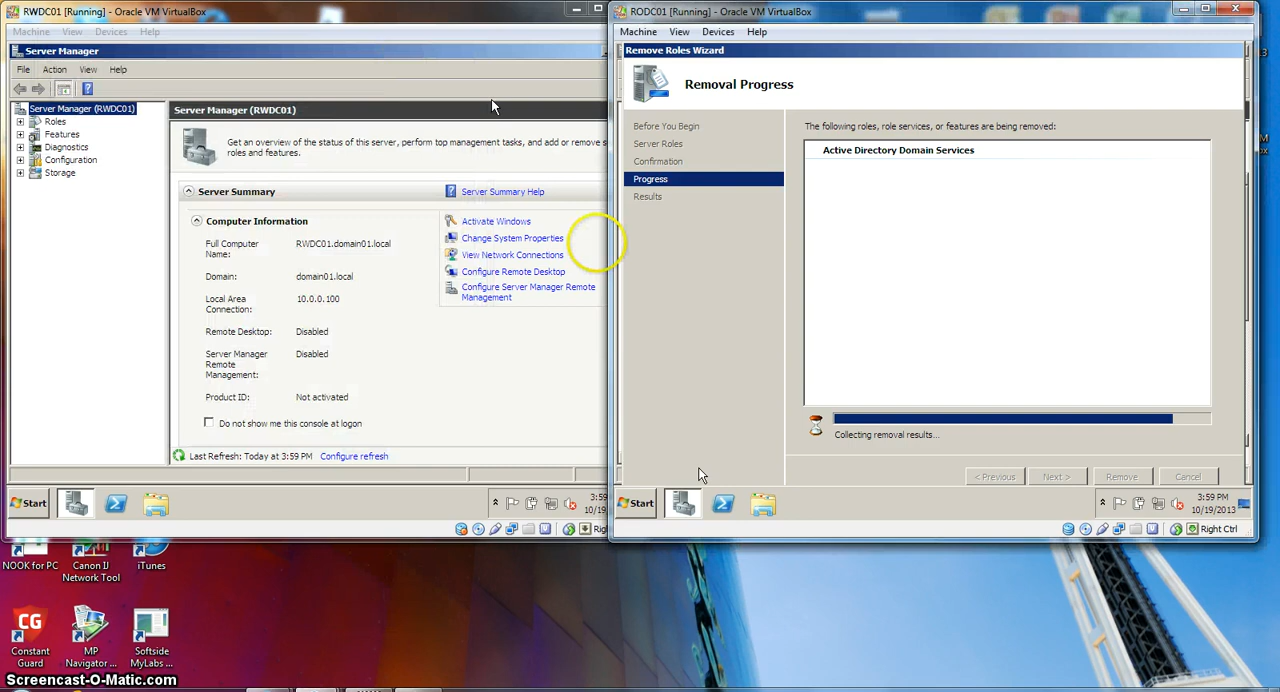 RWDC01 [Running] - Oracle VM VirtualBox
Machine View Devices Help
Server Manager
File Action View Help
Server Manager (RWDC01)
Roles
Features
Diagnostics
Configuration
Storage
Server Manager (RWDC01)
Get an overview of the status of this server, perform top management tasks, and add or remove s
roles and features.
Server Summary
Server Summary Help
Computer Information
Full Computer
Name:
RWDC01.domain01.local
Domain:
domain01.local
Local Area
Connection:
10.0.0.100
Remote Desktop:
Disabled
Server Manager
Remote
Management:
Disabled
Product ID:
Not activated
Do not show me this console at logon
Activate Windows
Change System Properties
View Network Connections
Configure Remote Desktop
Configure Server Manager Remote
Management
Last Refresh: Today at 3:59 PM Configure refresh
Start
3:59
10/19
Right
RODC01 [Running] - Oracle VM VirtualBox
Machine View Devices Help
Remove Roles Wizard
Removal Progress
Before You Begin
Server Roles
Confirmation
Progress
Results
The following roles, role services, or features are being removed:
Active Directory Domain Services
Collecting removal results...
< Previous Next > Remove Cancel
Start
3:59 PM
10/19/2013
Right Ctrl
NOOK for PC
Canon IJ
Network Tool
iTunes
Constant
Guard
MP
Navigator ...
Softside
MyLabs ...
CG
Screencast-O-Matic.com